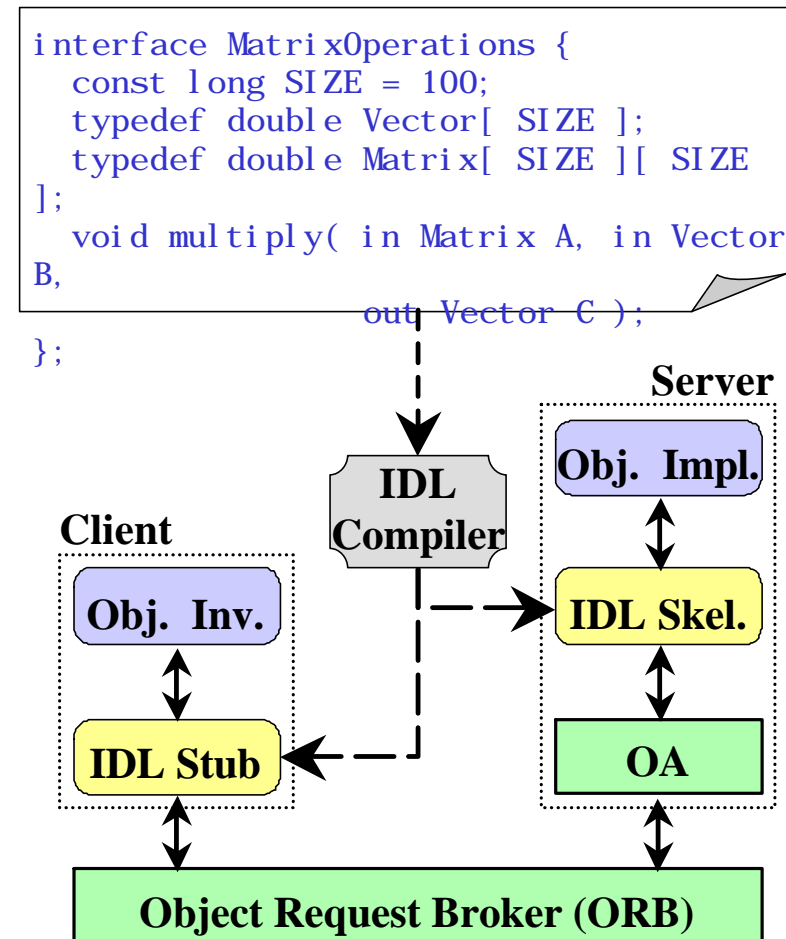 interface MatrixOperations {
const long SIZE = 100;
typedef double Vector[ SIZE ];
typedef double Matrix[ SIZE ][ SIZE
];
void multiply( in Matrix A, in Vector
B,
out Vector C );
};
Server
Obj. Impl.
IDL
Compiler
Client
Obj. Inv.
IDL Skel.
IDL Stub
OA
Object Request Broker (ORB)